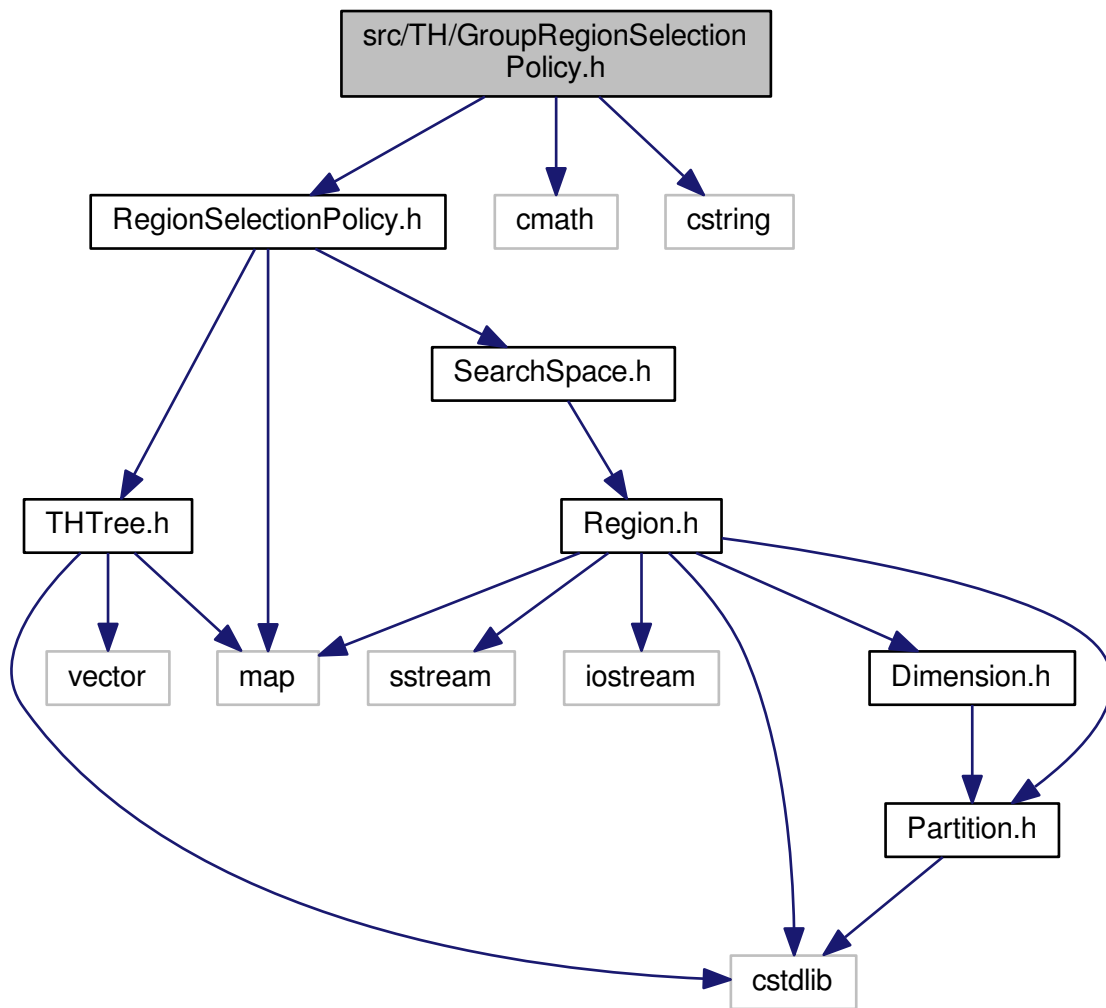 src/TH/GroupRegionSelection
Policy.h
RegionSelectionPolicy.h
cmath
cstring
SearchSpace.h
THTree.h
Region.h
vector
map
sstream
iostream
Dimension.h
Partition.h
cstdlib